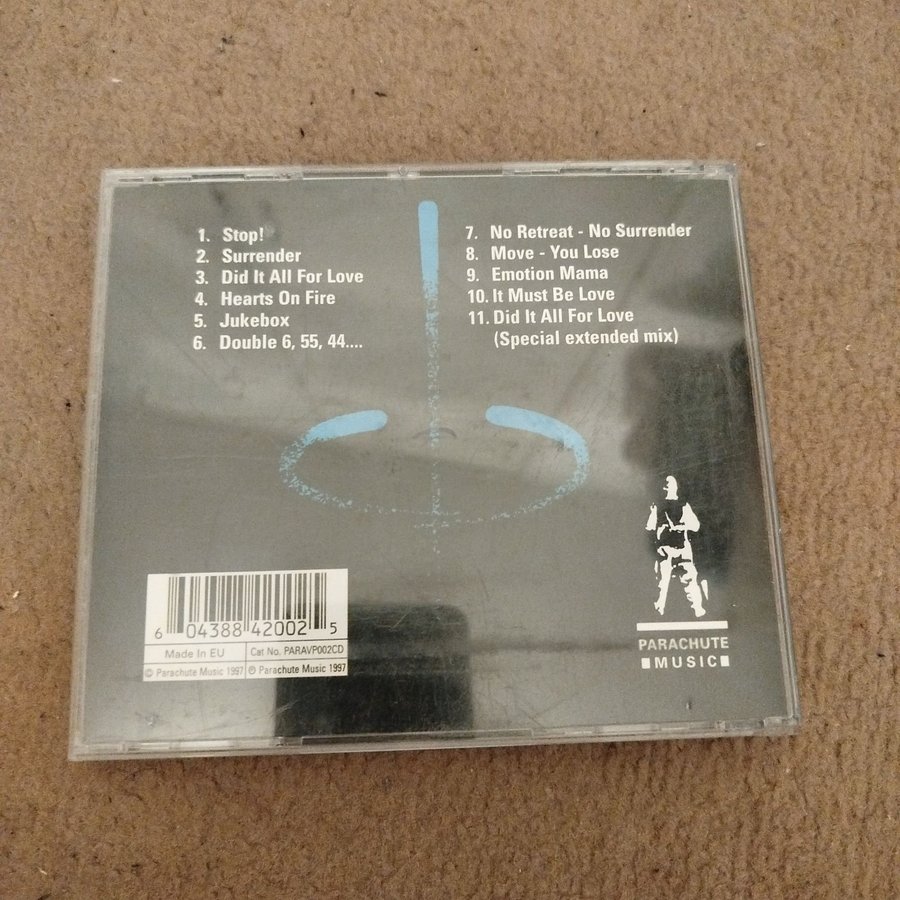 1. Stop!
2. Surrender
3. Did It All For Love
4. Hearts On Fire
5. Jukebox
6. Double 6, 55, 44....
7. No Retreat - No Surrender
8. Move - You Lose
9. Emotion Mama
10. It Must Be Love
11. Did It All For Love
(Special extended mix)
6 04388 42002 5
Made In EU
Cat No. PARAVP002CD
© Parachute Music 1997
℗ Parachute Music 1997
PARACHUTE
MUSIC